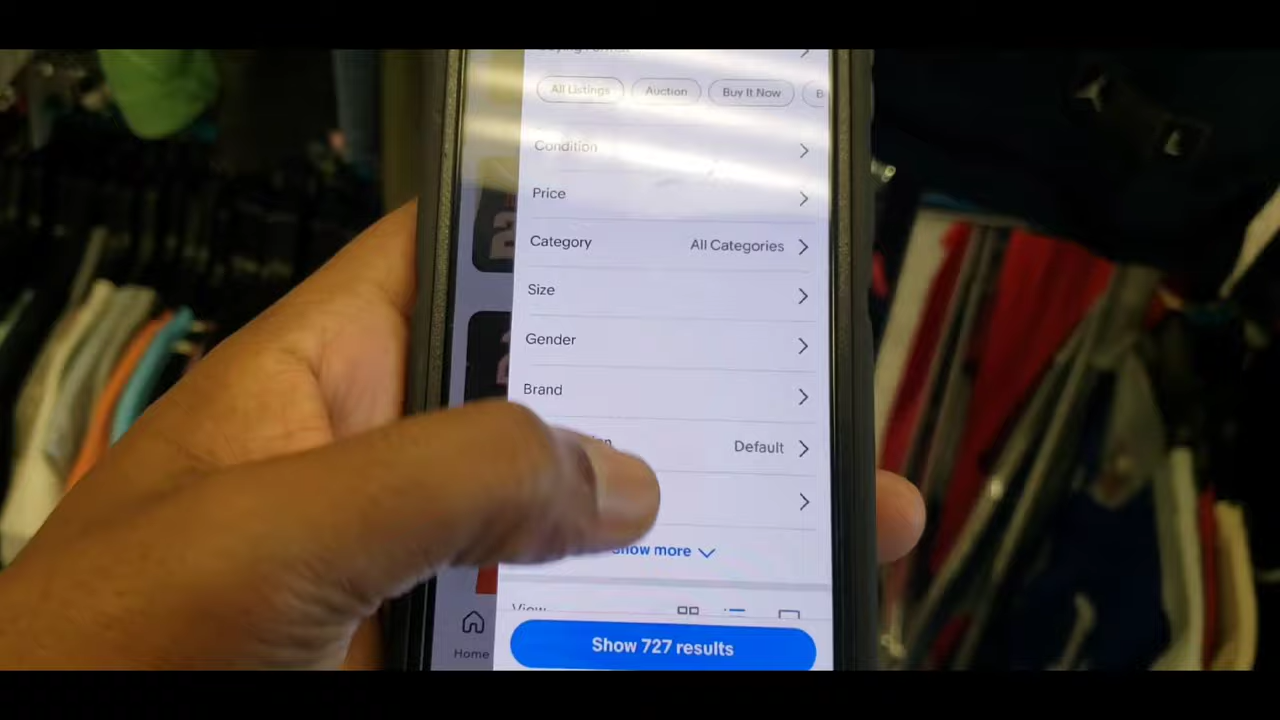 All Listings
Auction
Buy It Now
Condition
Price
Category
All Categories
Size
Gender
Brand
Default
Show more
View
Show 727 results
Home